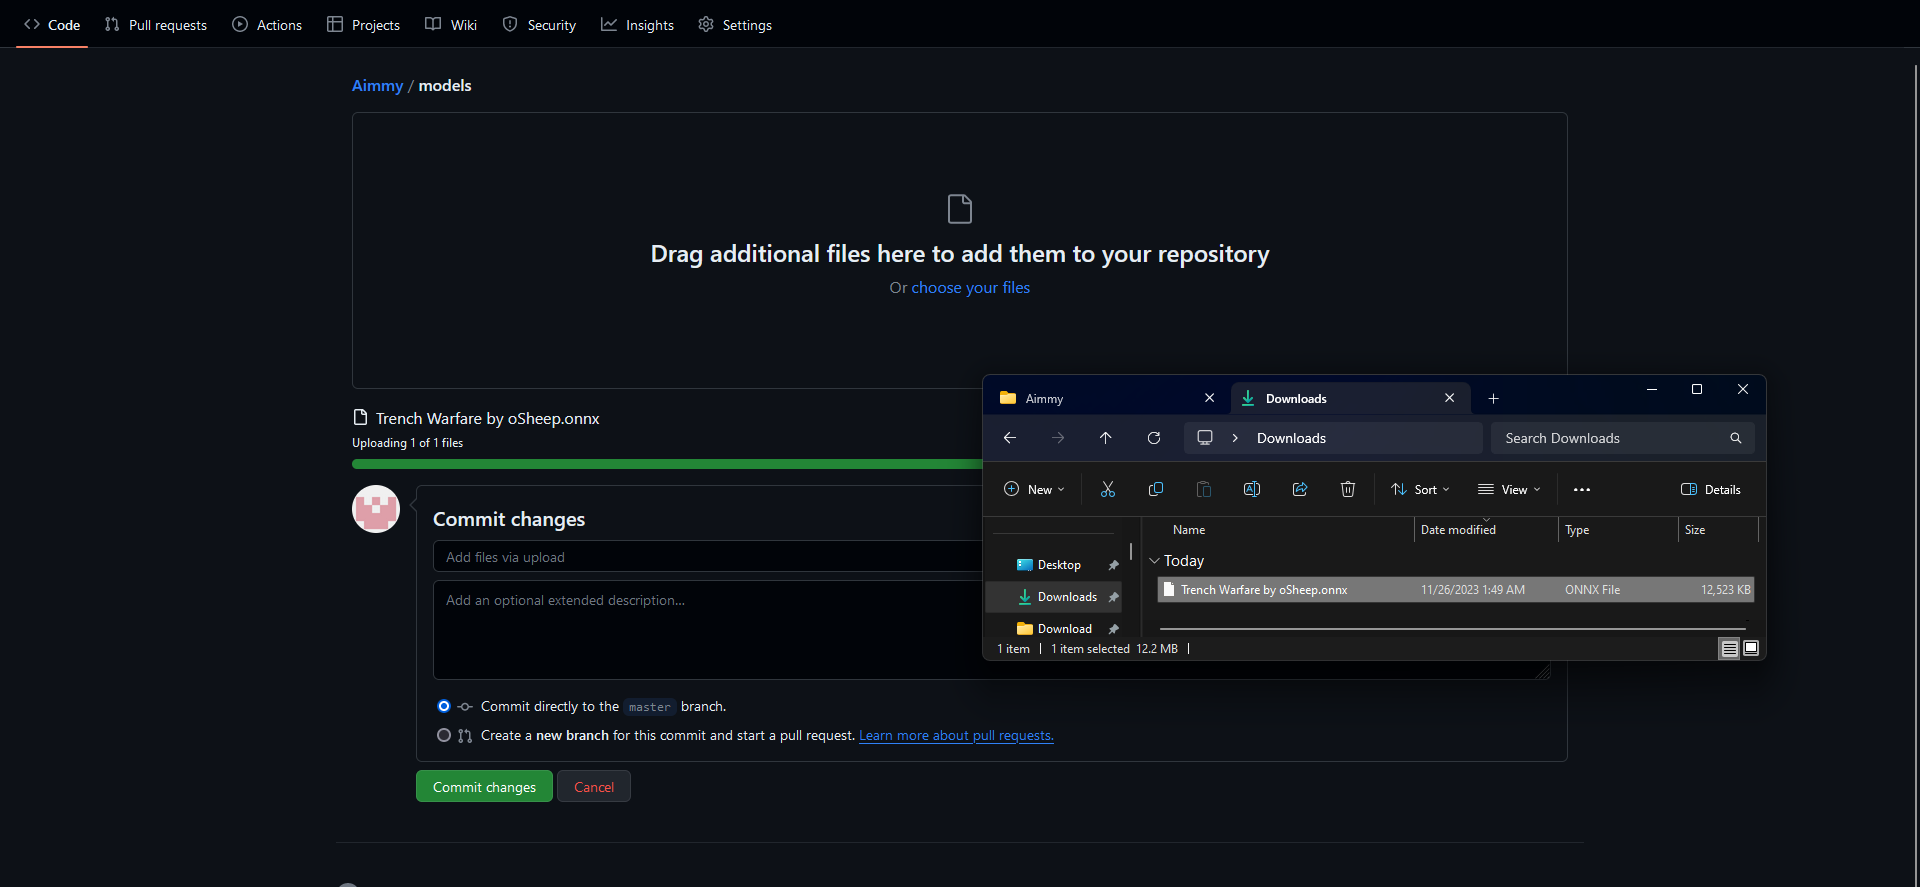 Code Pull requests Actions Projects Wiki Security Insights Settings
Aimmy / models
Drag additional files here to add them to your repository
Or choose your files
Trench Warfare by oSheep.onnx
Uploading 1 of 1 files
Commit changes
Add files via upload
Add an optional extended description...
Commit directly to the master branch.
Create a new branch for this commit and start a pull request. Learn more about pull requests.
Commit changes Cancel
Aimmy Downloads
Downloads Search Downloads
New Sort View Details
Name Date modified Type Size
Desktop
Downloads
Download
Today
Trench Warfare by oSheep.onnx 11/26/2023 1:49 AM ONNX File 12,523 KB
1 item 1 item selected 12.2 MB